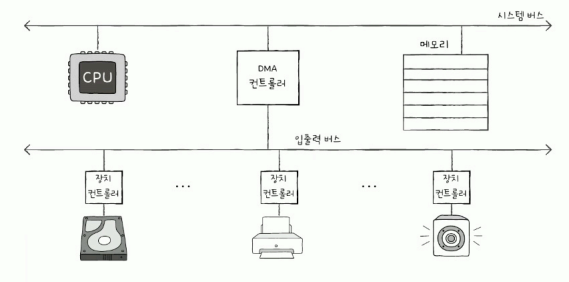 시스템 버스
메모리
CPU
DMA
컨트롤러
입출력 버스
장치
컨트롤러
...
장치
컨트롤러
...
장치
컨트롤러